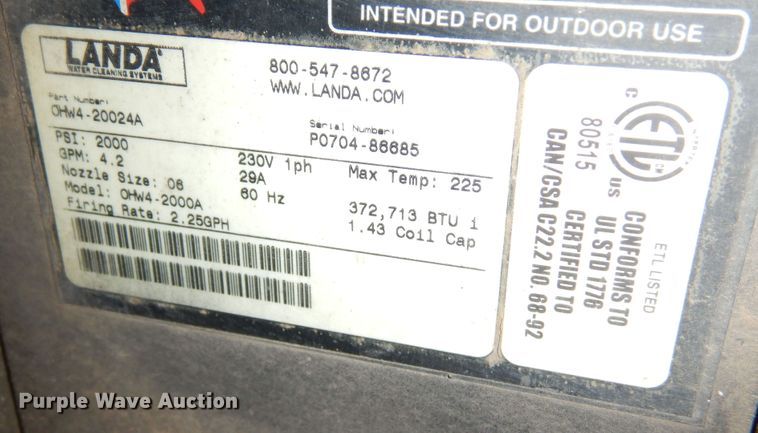 INTENDED FOR OUTDOOR USE
LANDA
WATER CLEANING SYSTEMS
800-547-8672
WWW.LANDA.COM
Part Number:
OHW4-20024A
Serial Number:
P0704-86685
PSI: 2000
GPM: 4.2
230V 1ph
Max Temp: 225
Nozzle Size: 06
29A
Model: OHW4-2000A
60 Hz
372,713 BTU i
Firing Rate: 2.25GPH
1.43 Coil Cap
C
ETL
CM
US
80515
ETL LISTED
CONFORMS TO
UL STD 1776
CERTIFIED TO
CAN/CSA C22.2 NO. 68-92
Purple Wave Auction